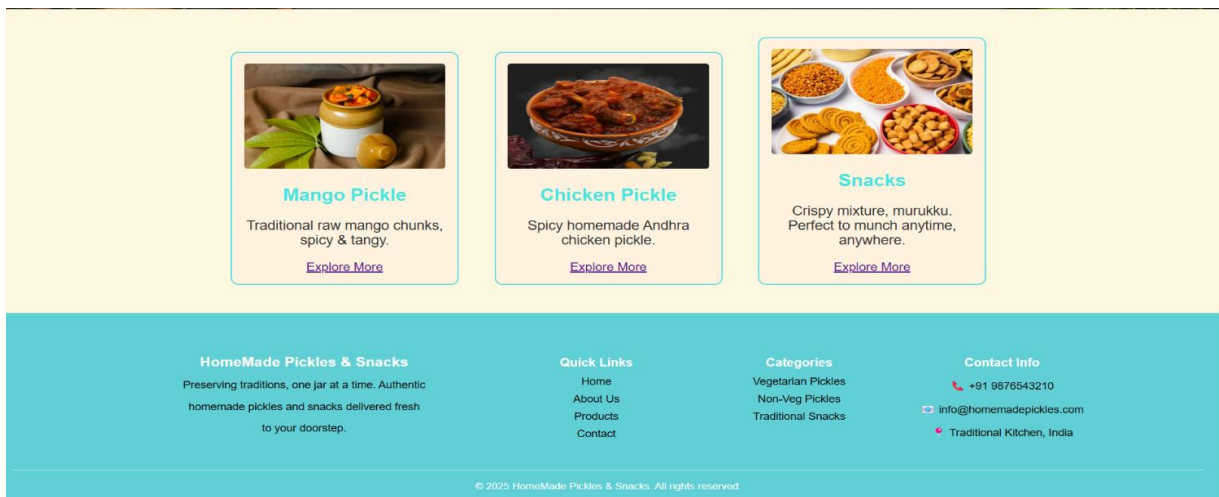 Mango Pickle
Traditional raw mango chunks,
spicy & tangy.
Explore More
Chicken Pickle
Spicy homemade Andhra
chicken pickle.
Explore More
Snacks
Crispy mixture, murukku.
Perfect to munch anytime,
anywhere.
Explore More
HomeMade Pickles & Snacks
Preserving traditions, one jar at a time. Authentic
homemade pickles and snacks delivered fresh
to your doorstep.
Quick Links
Home
About Us
Products
Contact
Categories
Vegetarian Pickles
Non-Veg Pickles
Traditional Snacks
Contact Info
+91 9876543210
info@homemadepickles.com
Traditional Kitchen, India
© 2025 HomeMade Pickles & Snacks. All rights reserved.